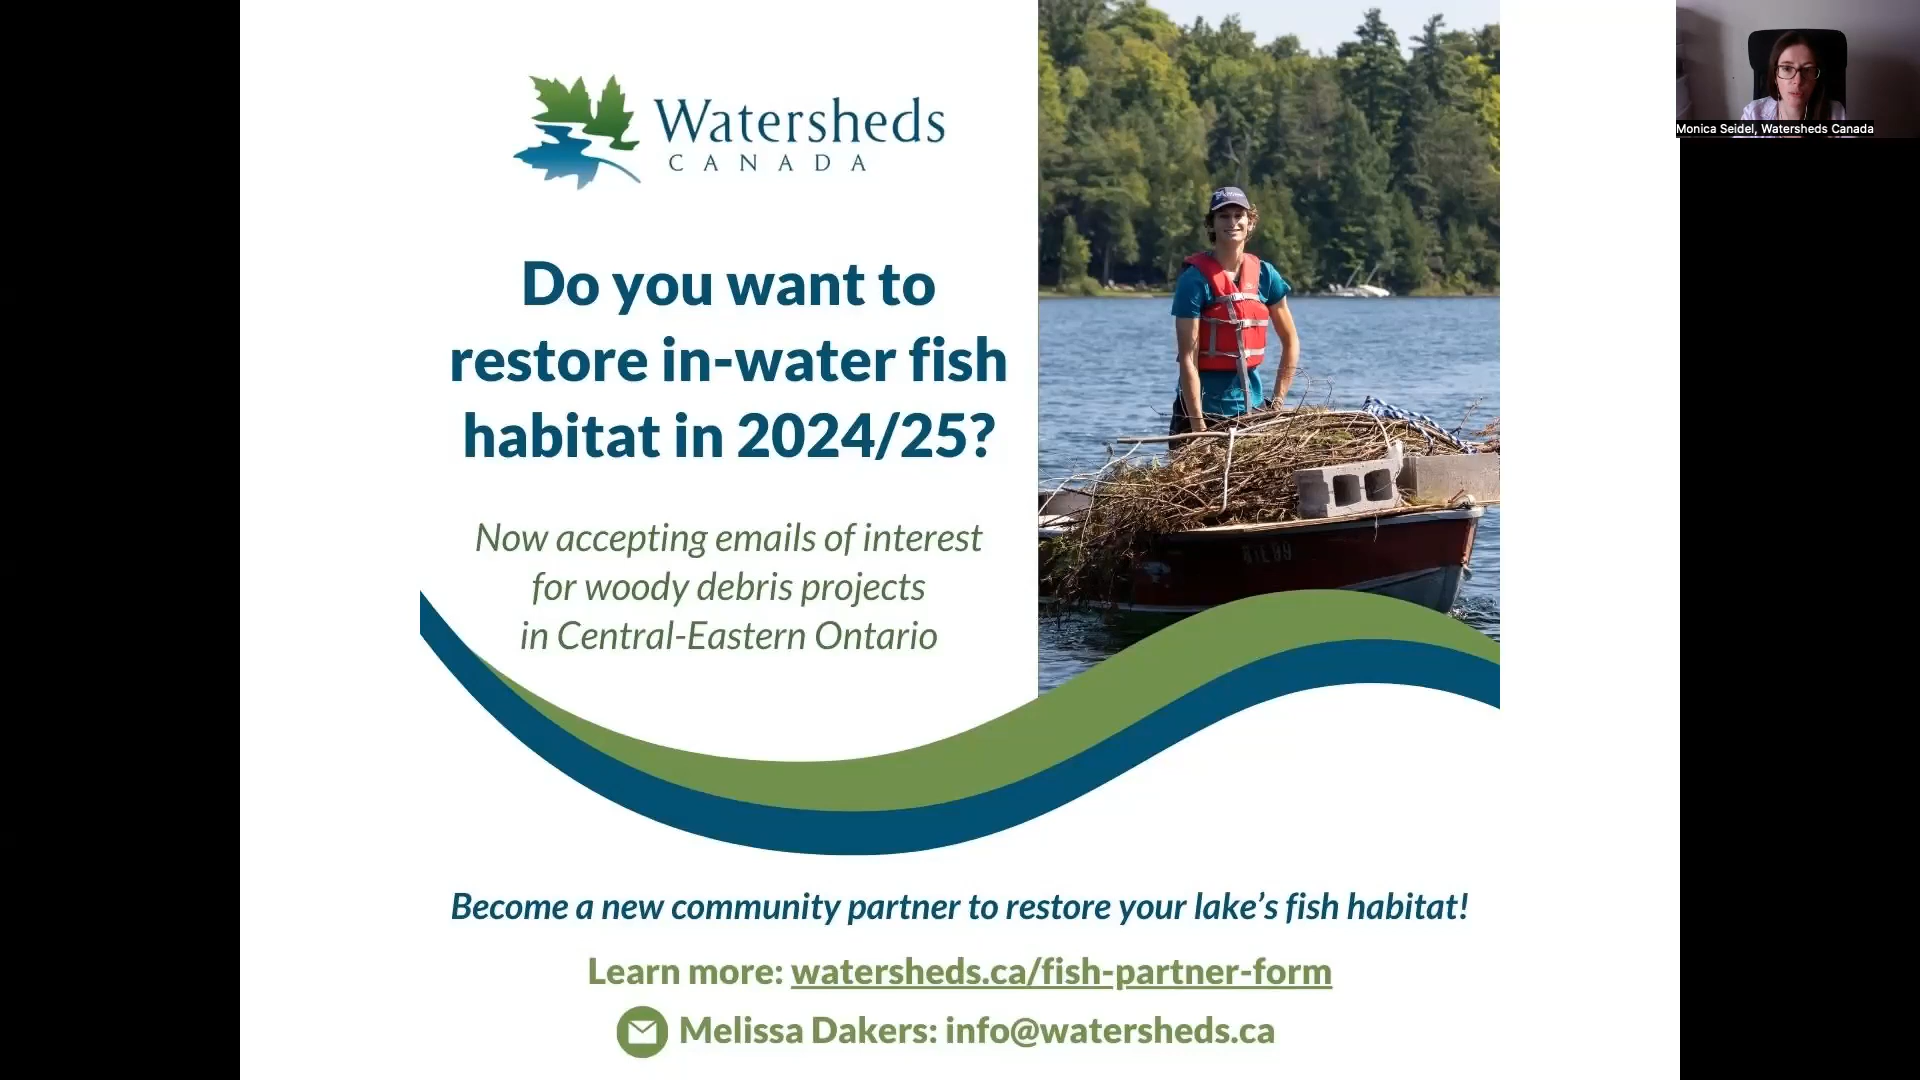 Watersheds
CANADA
Do you want to
restore in-water fish
habitat in 2024/25?
Now accepting emails of interest
for woody debris projects
in Central-Eastern Ontario
Become a new community partner to restore your lake's fish habitat!
Learn more: watersheds.ca/fish-partner-form
Melissa Dakers: info@watersheds.ca
Monica Seidel, Watersheds Canada